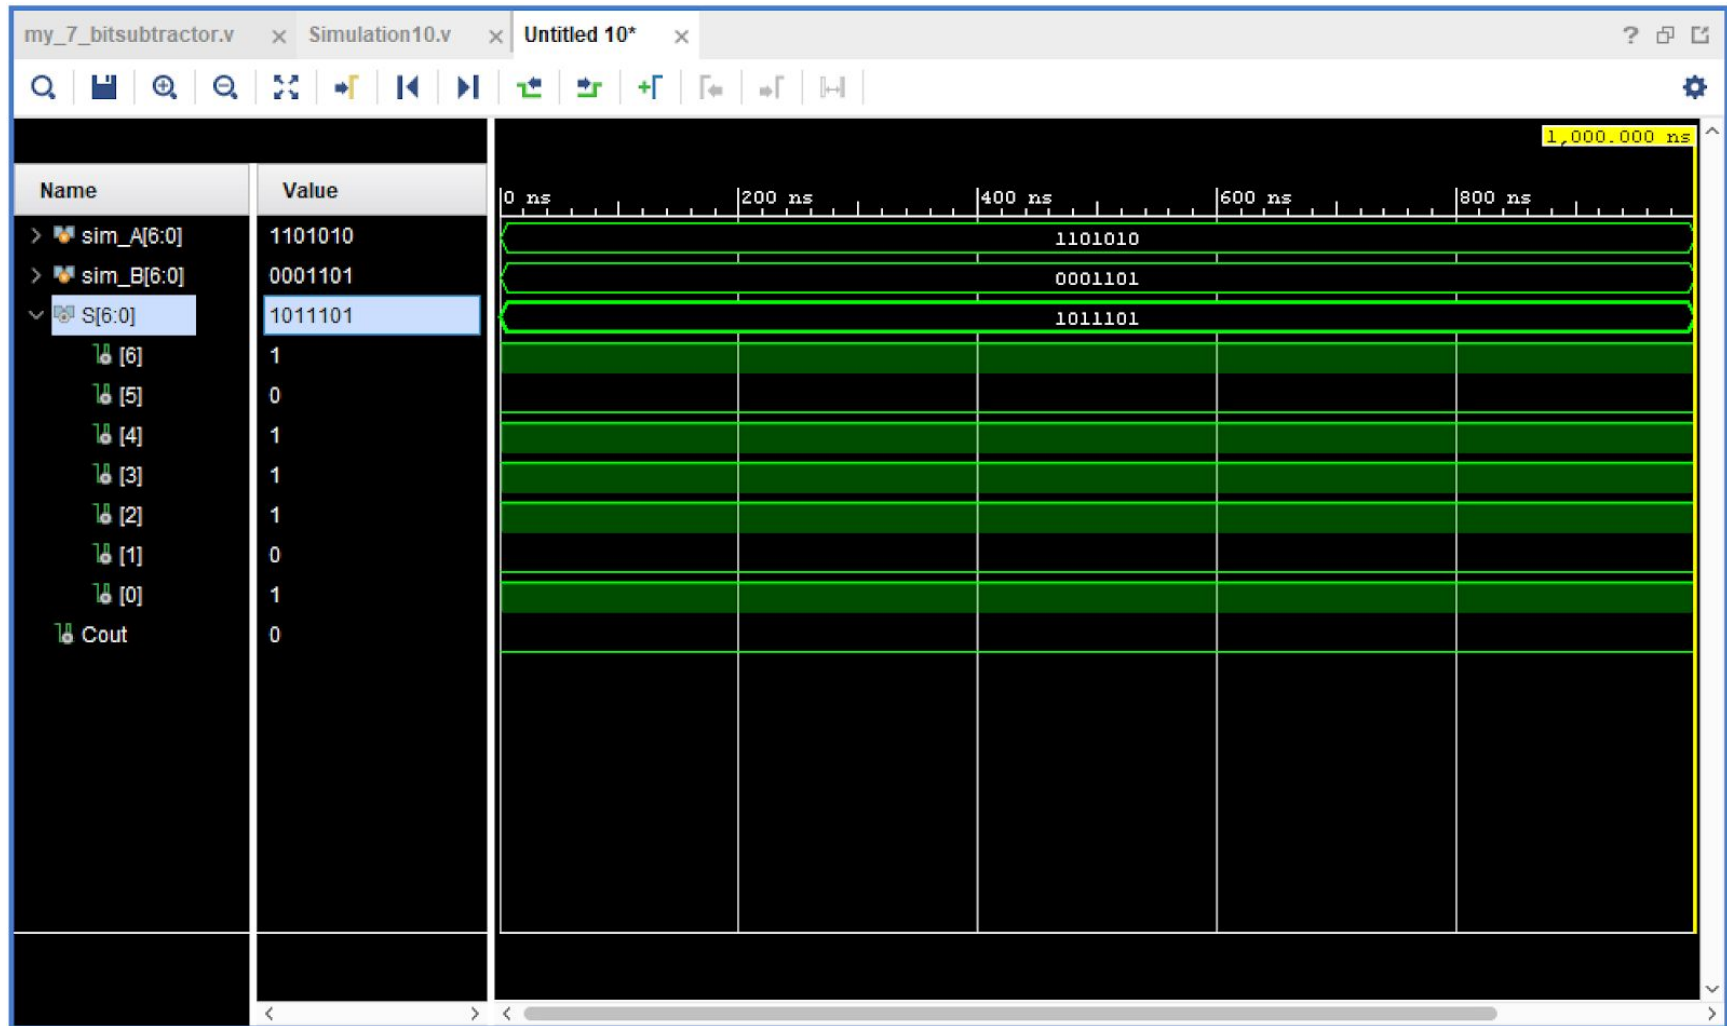 my_7_bitsubtractor.v × Simulation10.v × Untitled 10* × ?
1,000.000 ns
Name Value 0 ns 200 ns 400 ns 600 ns 800 ns
sim_A[6:0] 1101010 1101010
sim_B[6:0] 0001101 0001101
S[6:0] 1011101 1011101
[6] 1
[5] 0
[4] 1
[3] 1
[2] 1
[1] 0
[0] 1
Cout 0